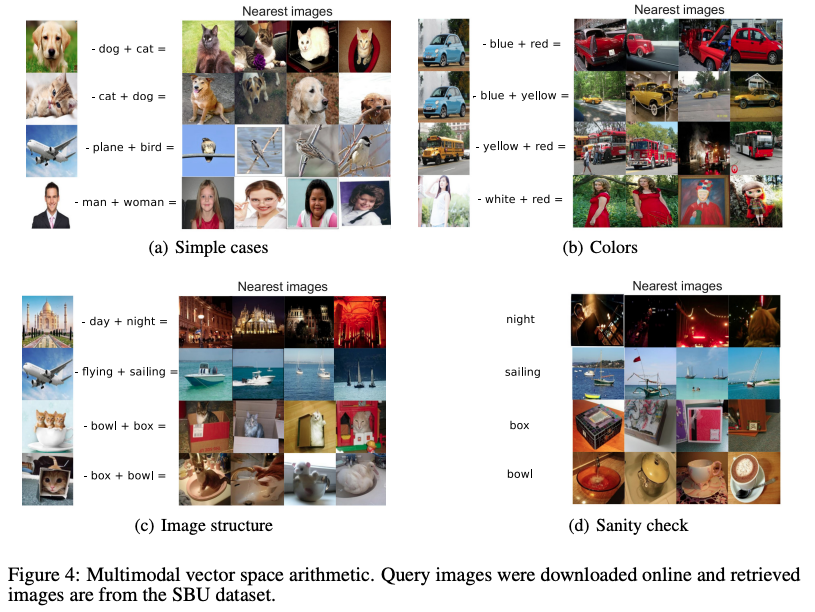 Nearest images
- dog + cat =
- cat + dog =
- plane + bird =
- man + woman =
(a) Simple cases
Nearest images
- blue + red =
- blue + yellow =
- yellow + red =
- white + red =
(b) Colors
Nearest images
- day + night =
- flying + sailing =
- bowl + box =
- box + bowl =
(c) Image structure
Nearest images
night
sailing
box
bowl
(d) Sanity check
Figure 4: Multimodal vector space arithmetic. Query images were downloaded online and retrieved
images are from the SBU dataset.